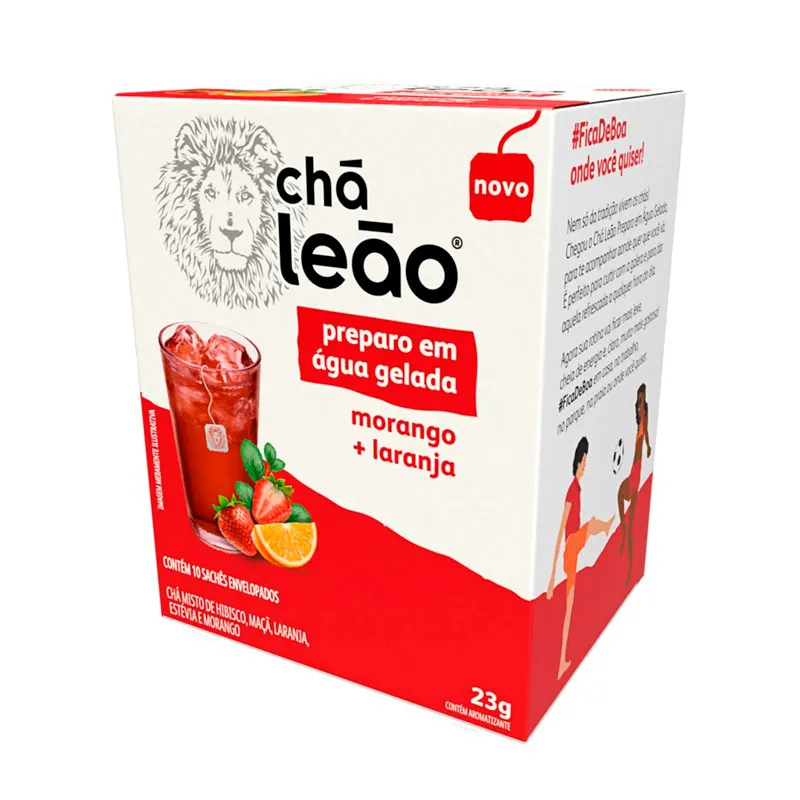 chá
leão®
novo
preparo em
água gelada
morango
+ laranja
IMAGEM MERAMENTE ILUSTRATIVA
CONTÉM 10 SACHÊS ENVELOPADOS
CHÁ MISTO DE HIBISCO, MAÇÃ, LARANJA,
ESTÉVIA E MORANGO
23g
CONTÉM AROMATIZANTE
#FicaDeBoa
onde você quiser!
Nem só da tradição vivem os chás!
Chegou o Chá Leão Preparo em Água Gelada,
para te acompanhar aonde quer que você vá.
É perfeito para curtir com a galera e para dar
aquela refrescada a qualquer hora do dia.
Agora sua rotina vai ficar mais leve,
cheia de energia e, claro, muito mais gostosa!
#FicaDeBoa em casa, no trabalho,
no parque, na praia ou onde você quiser.